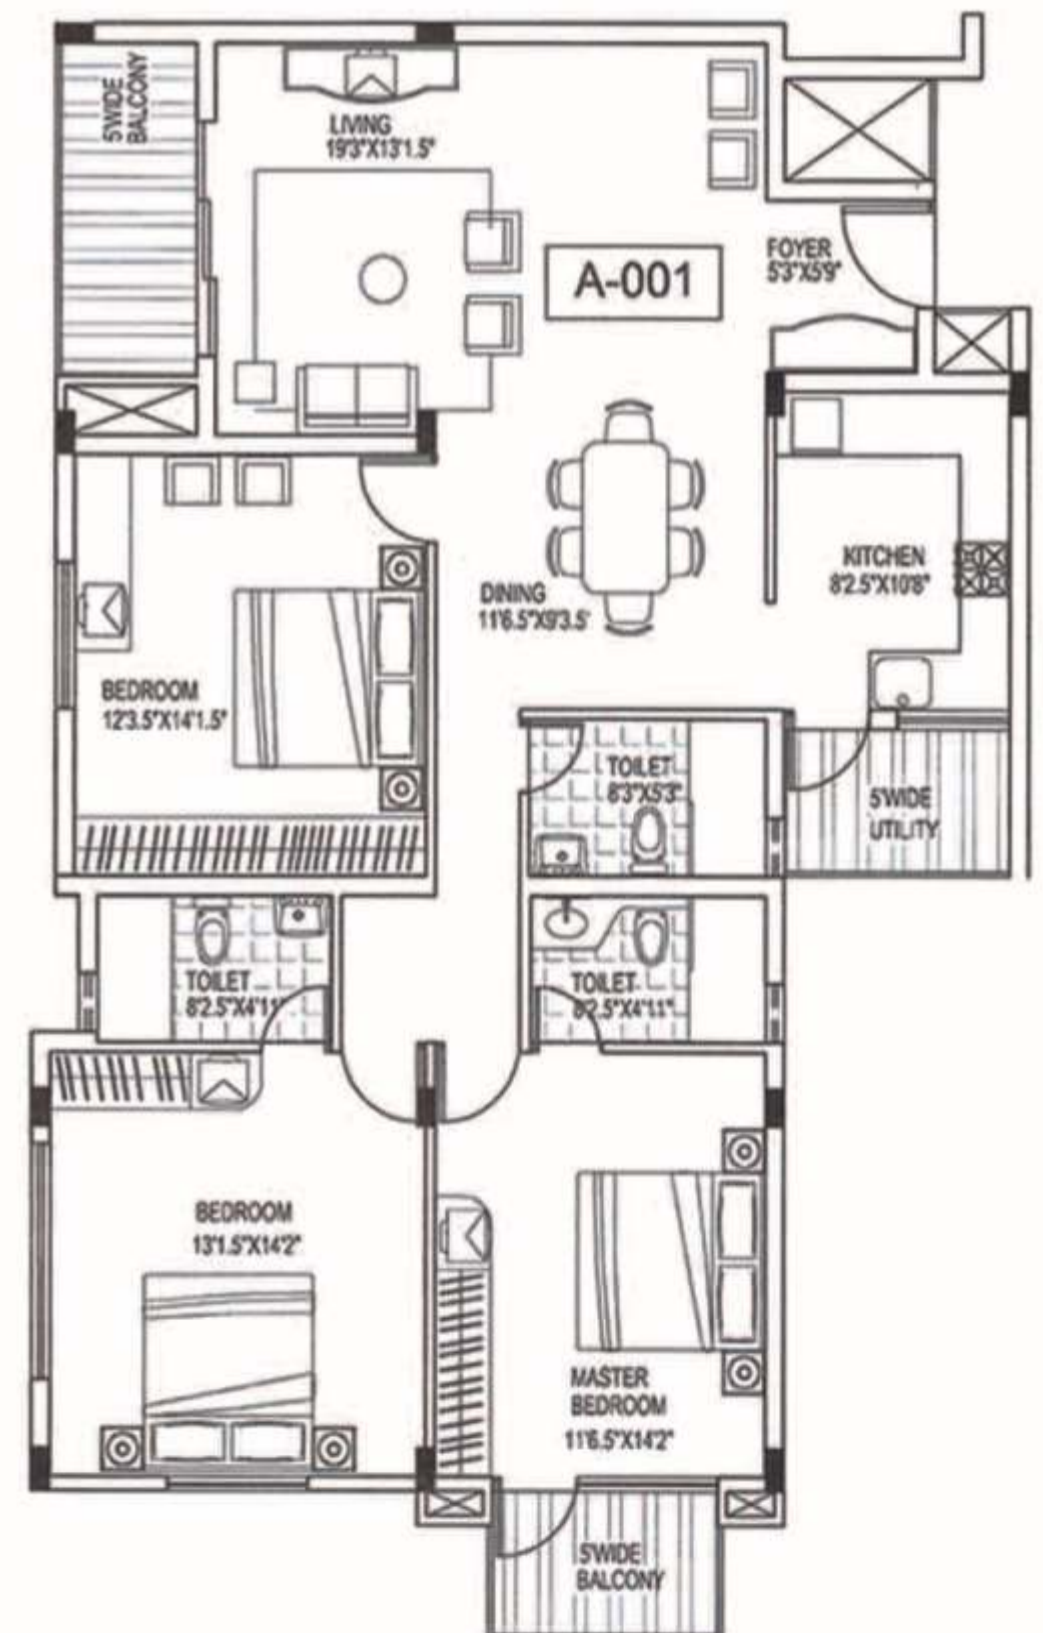 5'WIDE
BALCONY
LIVING
19'3"X13'1.5"
A-001
FOYER
5'3"X5'9"
KITCHEN
8'2.5"X10'8"
DINING
11'6.5"X9'3.5'
BEDROOM
12'3.5"X14'1.5"
TOILET
8'3"X5'3"
5'WIDE
UTILITY
TOILET
8'2.5"X4'11"
TOILET
8'2.5"X4'11"
BEDROOM
13'1.5"X14'2"
MASTER
BEDROOM
11'6.5"X14'2"
5'WIDE
BALCONY